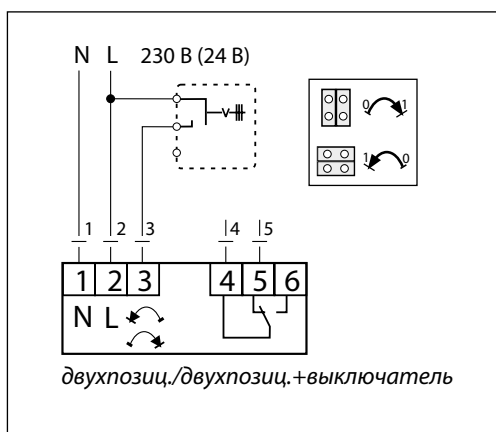 N L 230 В (24 В)
0 1
1 0
1 2 3 4 5
1 2 3 4 5 6
N L
двухпозиц./двухпозиц.+выключатель